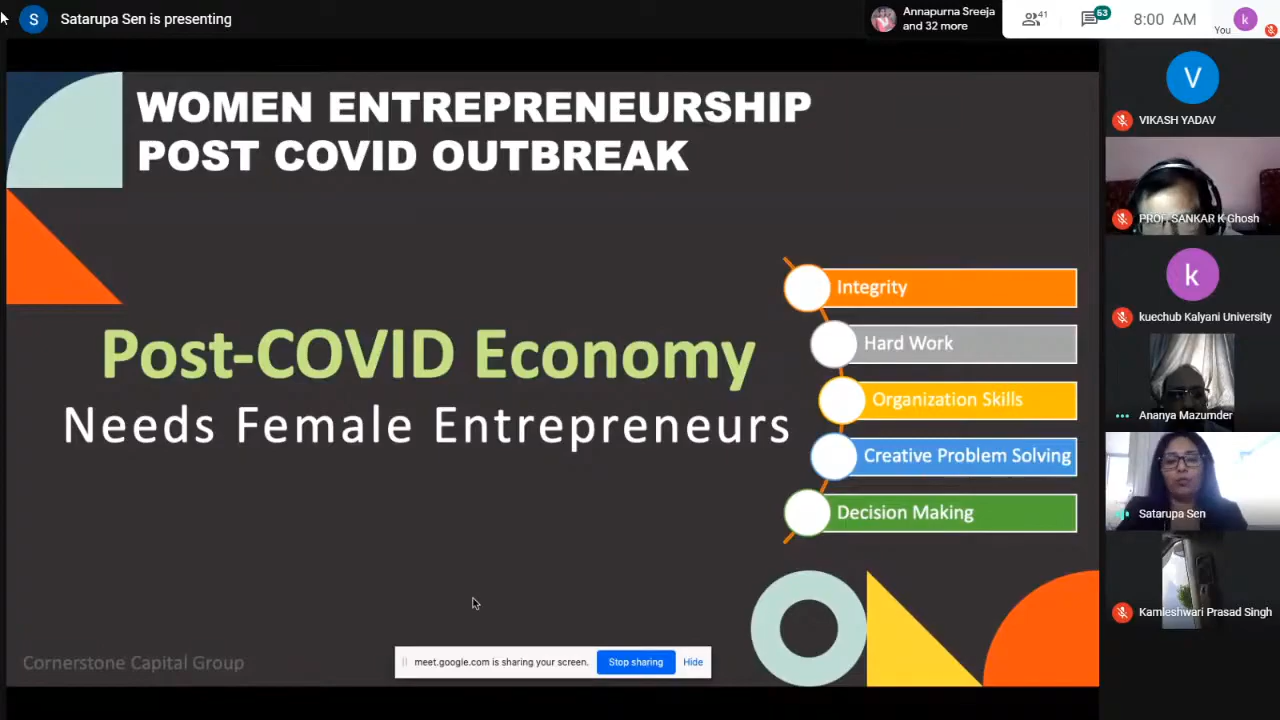 S
Satarupa Sen is presenting
Annapurna Sreeja
and 32 more
41
53
8:00 AM
You
k
WOMEN ENTREPRENEURSHIP
POST COVID OUTBREAK
Post-COVID Economy
Needs Female Entrepreneurs
Integrity
Hard Work
Organization Skills
Creative Problem Solving
Decision Making
Cornerstone Capital Group
meet.google.com is sharing your screen.
Stop sharing
Hide
V
VIKASH YADAV
PROF. SANKAR K Ghosh
k
kuechub Kalyani University
Ananya Mazumder
Satarupa Sen
Kamleshwari Prasad Singh